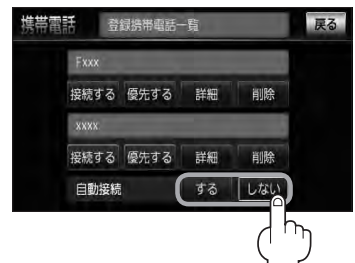 携帯電話 登録携帯電話一覧 戻る
Fxxx
接続する 優先する 詳細 削除
xxxx
接続する 優先する 詳細 削除
自動接続 する しない